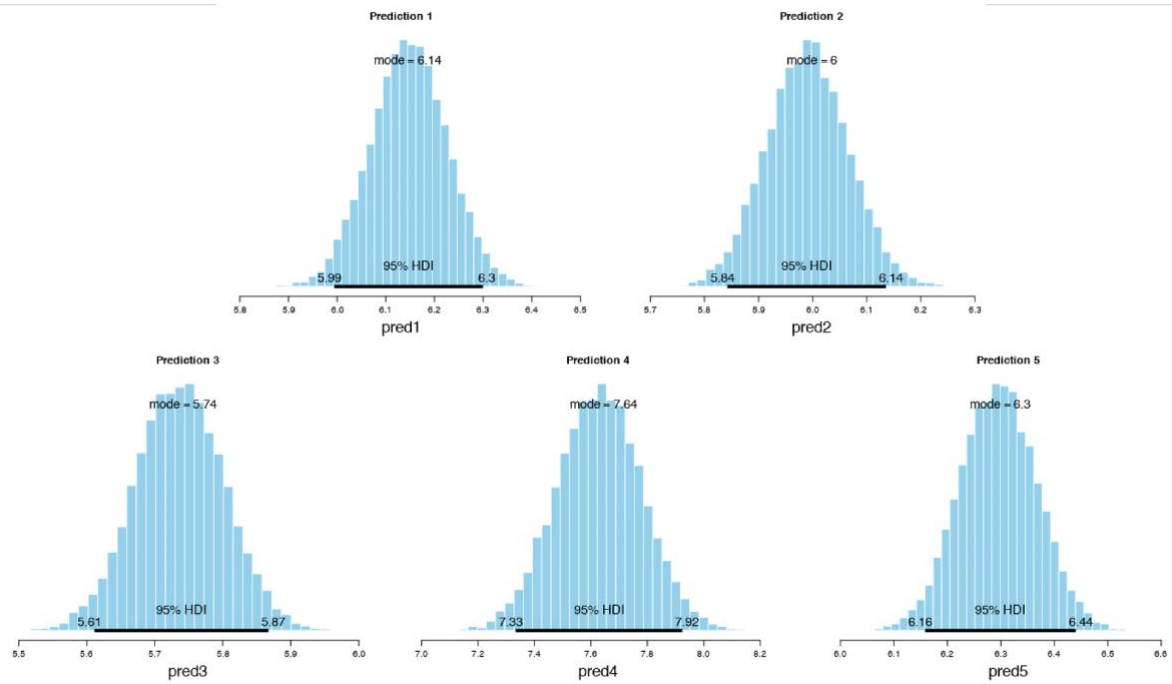 Prediction 1
mode = 6.14
95% HDI
5.99 6.3
5.8 5.9 6.0 6.1 6.2 6.3 6.4 6.5
pred1
Prediction 2
mode = 6
95% HDI
5.84 6.14
5.7 5.8 5.9 6.0 6.1 6.2 6.3
pred2
Prediction 3
mode = 5.74
95% HDI
5.61 5.87
5.5 5.6 5.7 5.8 5.9 6.0
pred3
Prediction 4
mode = 7.64
95% HDI
7.33 7.92
7.0 7.2 7.4 7.6 7.8 8.0 8.2
pred4
Prediction 5
mode = 6.3
95% HDI
6.16 6.44
6.0 6.1 6.2 6.3 6.4 6.5 6.6
pred5